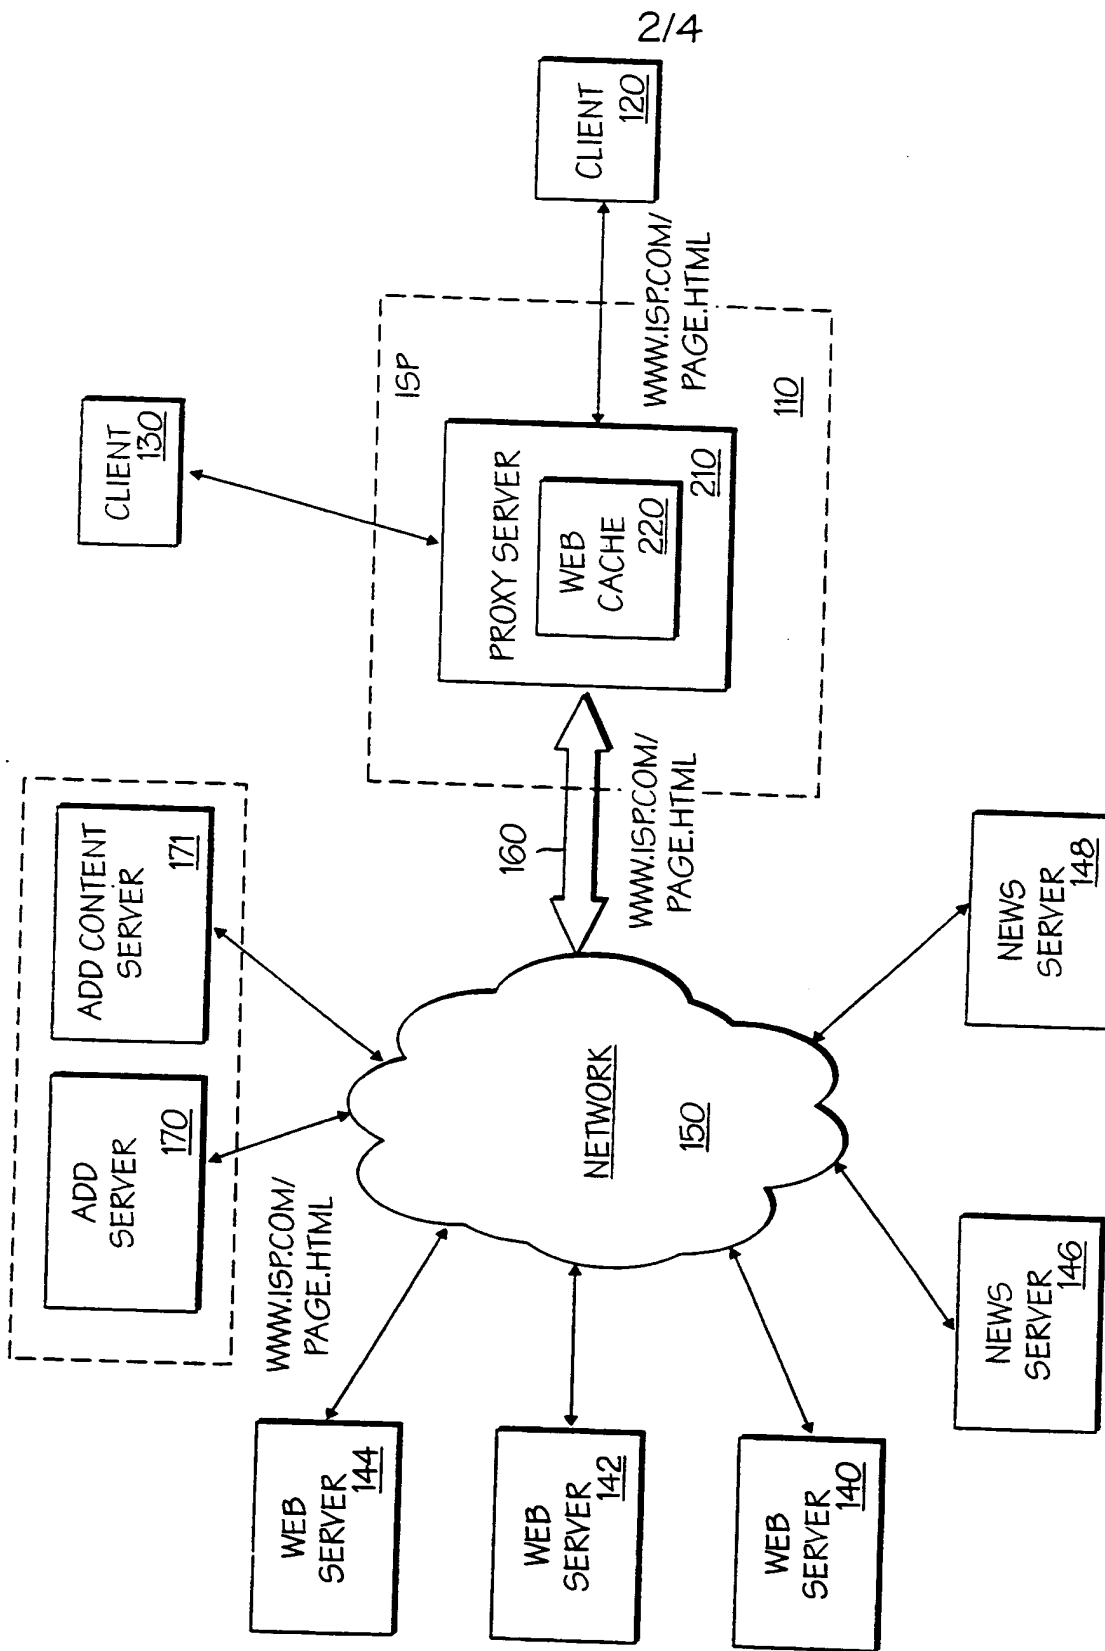 2/4
CLIENT
130
CLIENT
120
ISP
PROXY SERVER
210
WEB
CACHE
220
110
WWW.ISP.COM/
PAGE.HTML
WWW.ISP.COM/
PAGE.HTML
160
ADD CONTENT
SERVER
171
ADD
SERVER
170
WWW.ISP.COM/
PAGE.HTML
NETWORK
150
WEB
SERVER
144
WEB
SERVER
142
WEB
SERVER
140
NEWS
SERVER
146
NEWS
SERVER
148